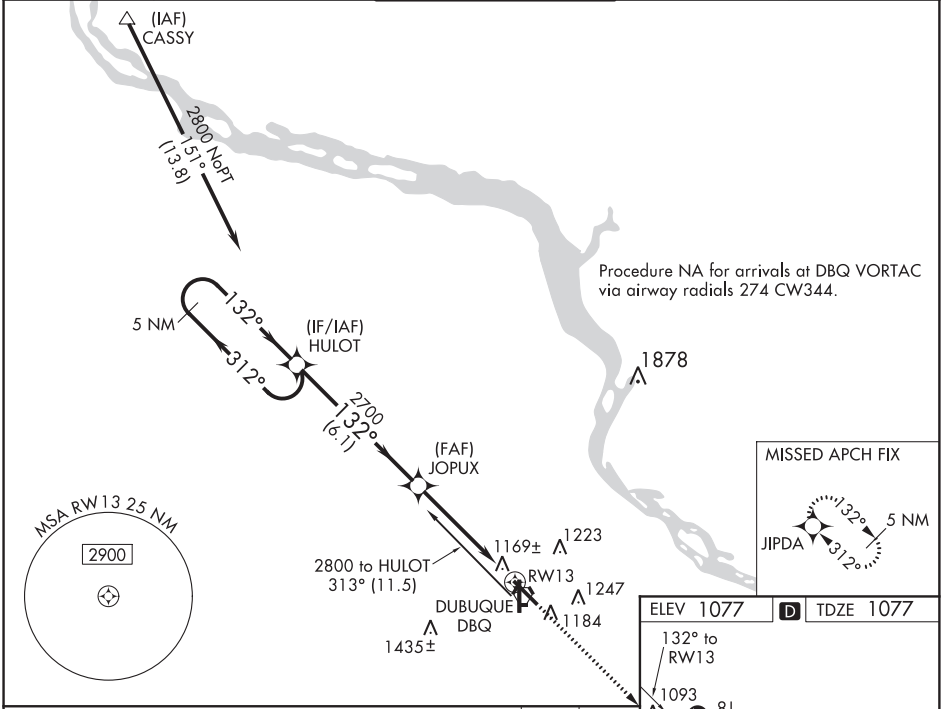 (IAF)
CASSY
2800 NoPT
151°
(13.8)
Procedure NA for arrivals at DBQ VORTAC
via airway radials 274 CW344.
5 NM
132°
312°
(IF/IAF)
HULOT
1878
2700
132°
(6.1)
(FAF)
JOPUX
MISSED APCH FIX
132°
5 NM
JIPDA
312°
MSA RW13 25 NM
2900
1169±
1223
2800 to HULOT
313° (11.5)
RW13
1247
DUBUQUE
DBQ
1184
1435±
ELEV 1077
D
TDZE 1077
132° to
RW13
1093